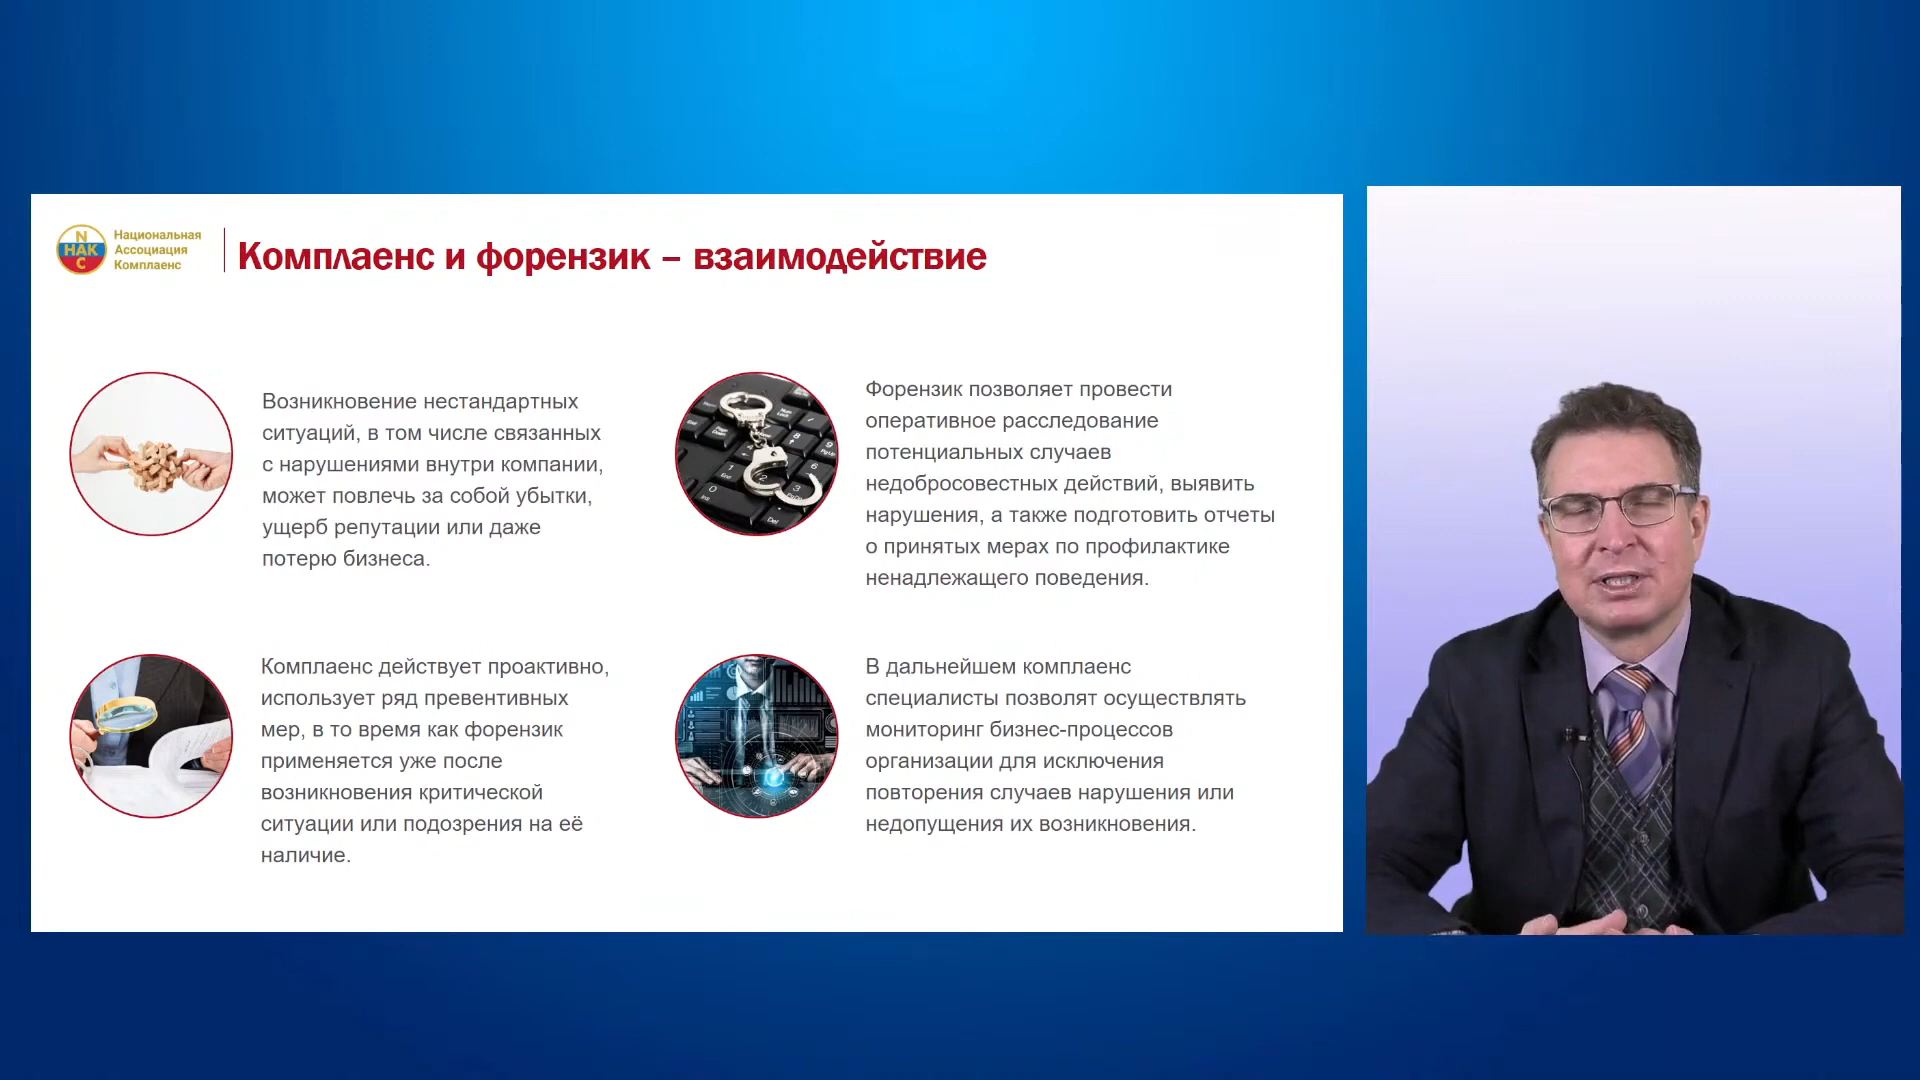 N
НАК
C
Национальная
Ассоциация
Комплаенс
Комплаенс и форензик – взаимодействие
Возникновение нестандартных
ситуаций, в том числе связанных
с нарушениями внутри компании,
может повлечь за собой убытки,
ущерб репутации или даже
потерю бизнеса.
Форензик позволяет провести
оперативное расследование
потенциальных случаев
недобросовестных действий, выявить
нарушения, а также подготовить отчеты
о принятых мерах по профилактике
ненадлежащего поведения.
Комплаенс действует проактивно,
использует ряд превентивных
мер, в то время как форензик
применяется уже после
возникновения критической
ситуации или подозрения на её
наличие.
В дальнейшем комплаенс
специалисты позволят осуществлять
мониторинг бизнес-процессов
организации для исключения
повторения случаев нарушения или
недопущения их возникновения.